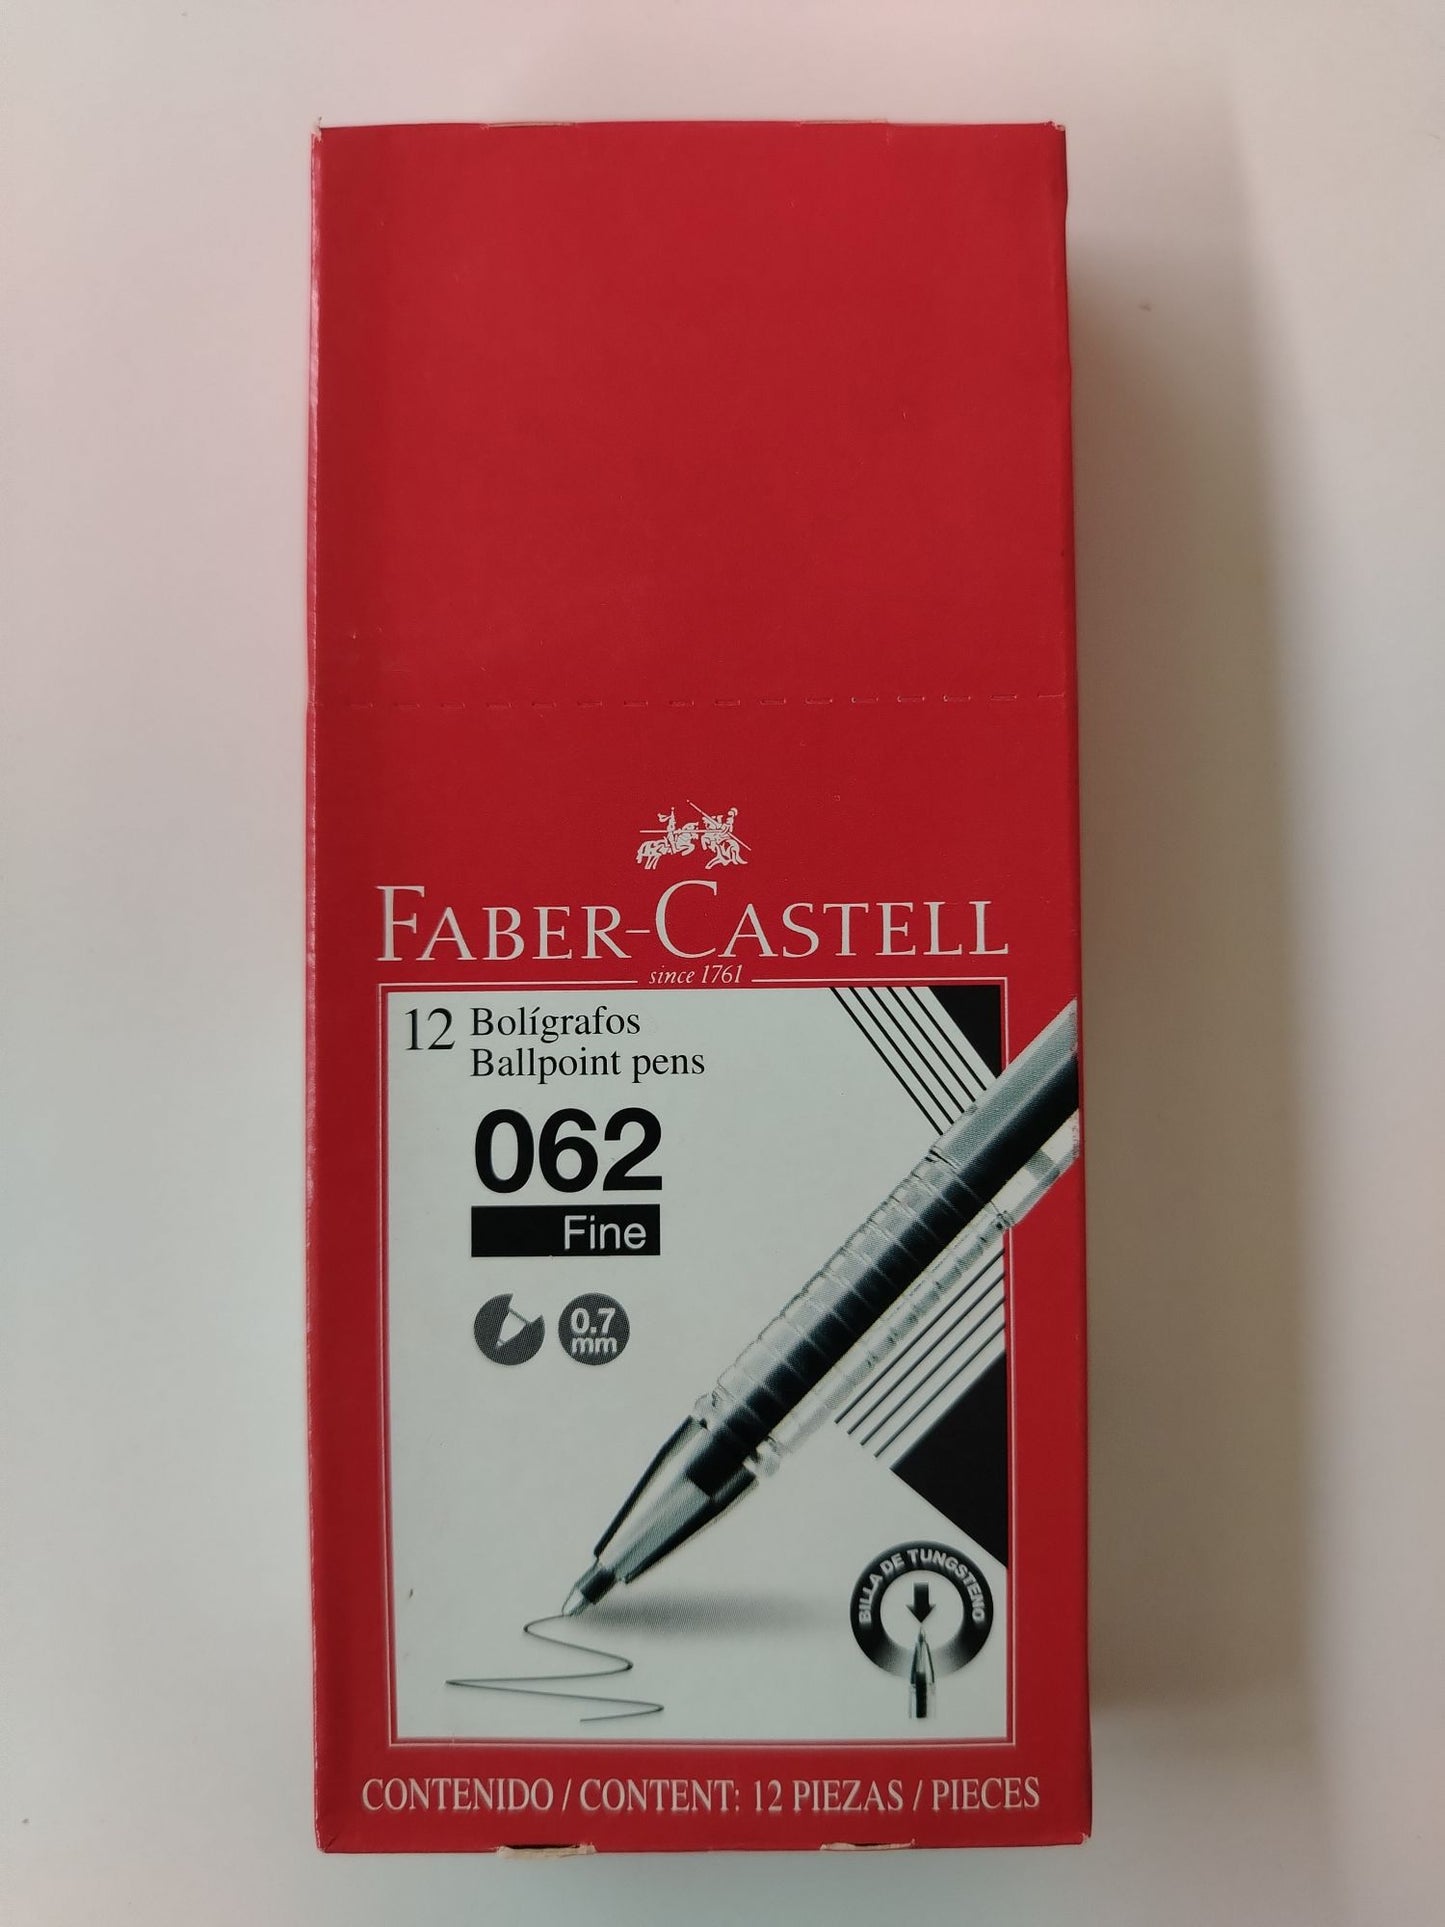 FABER-CASTELL
since 1761
12 Bolígrafos
Ballpoint pens
062
Fine
0.7
mm
BILLA DE TUNGSTENO
CONTENIDO / CONTENT: 12 PIEZAS / PIECES